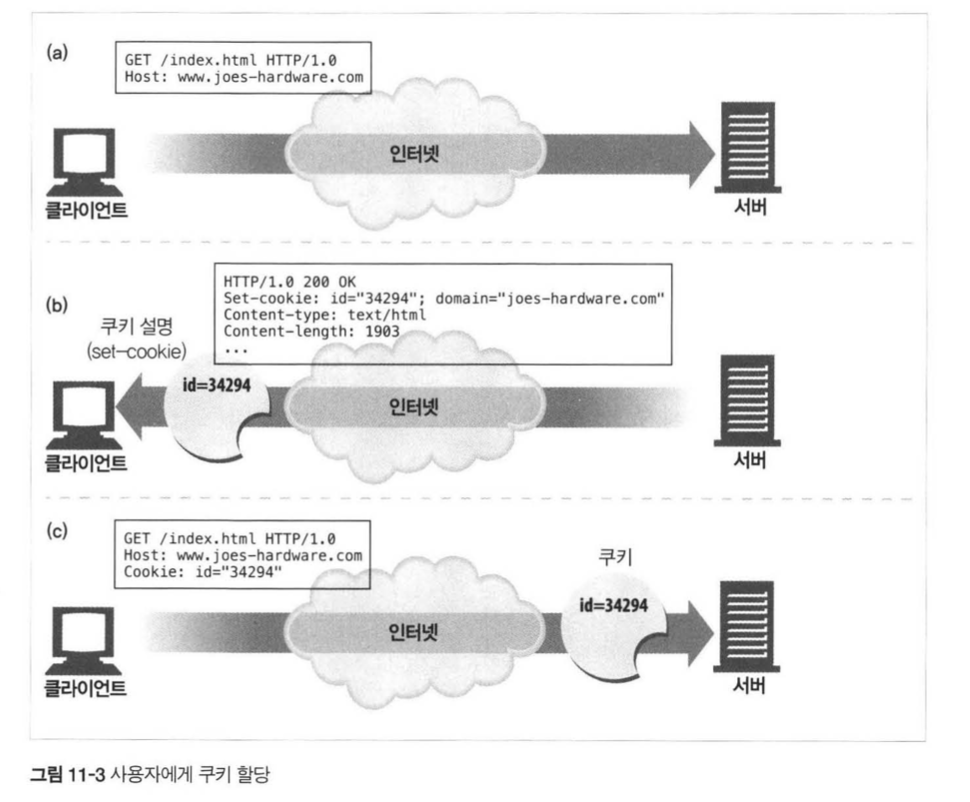 (a)
GET /index.html HTTP/1.0
Host: www.joes-hardware.com
인터넷
클라이언트
서버
(b)
HTTP/1.0 200 OK
Set-cookie: id="34294"; domain="joes-hardware.com"
Content-type: text/html
Content-length: 1903
...
쿠키 설명
(set-cookie)
id=34294
인터넷
클라이언트
서버
(c)
GET /index.html HTTP/1.0
Host: www.joes-hardware.com
Cookie: id="34294"
쿠키
id=34294
인터넷
클라이언트
서버
그림 11-3 사용자에게 쿠키 할당